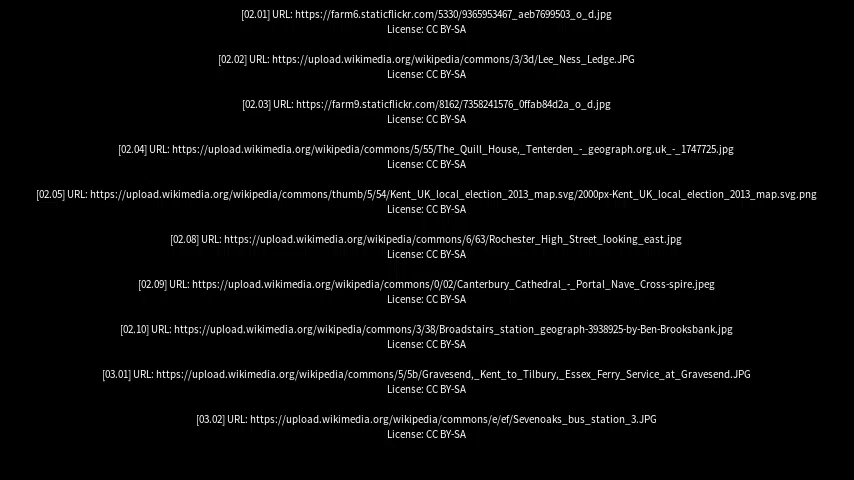 [02.01] URL: https://farm6.staticflickr.com/5330/9365953467_aeb7699503_o_d.jpg
License: CC BY-SA
[02.02] URL: https://upload.wikimedia.org/wikipedia/commons/3/3d/Lee_Ness_Ledge.JPG
License: CC BY-SA
[02.03] URL: https://farm9.staticflickr.com/8162/7358241576_0ffab84d2a_o_d.jpg
License: CC BY-SA
[02.04] URL: https://upload.wikimedia.org/wikipedia/commons/5/55/The_Quill_House,_Tenterden_-_geograph.org.uk_-_1747725.jpg
License: CC BY-SA
[02.05] URL: https://upload.wikimedia.org/wikipedia/commons/thumb/5/54/Kent_UK_local_election_2013_map.svg/2000px-Kent_UK_local_election_2013_map.svg.png
License: CC BY-SA
[02.08] URL: https://upload.wikimedia.org/wikipedia/commons/6/63/Rochester_High_Street_looking_east.jpg
License: CC BY-SA
[02.09] URL: https://upload.wikimedia.org/wikipedia/commons/0/02/Canterbury_Cathedral_-_Portal_Nave_Cross-spire.jpeg
License: CC BY-SA
[02.10] URL: https://upload.wikimedia.org/wikipedia/commons/3/38/Broadstairs_station_geograph-3938925-by-Ben-Brooksbank.jpg
License: CC BY-SA
[03.01] URL: https://upload.wikimedia.org/wikipedia/commons/5/5b/Gravesend,_Kent_to_Tilbury,_Essex_Ferry_Service_at_Gravesend.JPG
License: CC BY-SA
[03.02] URL: https://upload.wikimedia.org/wikipedia/commons/e/ef/Sevenoaks_bus_station_3.JPG
License: CC BY-SA